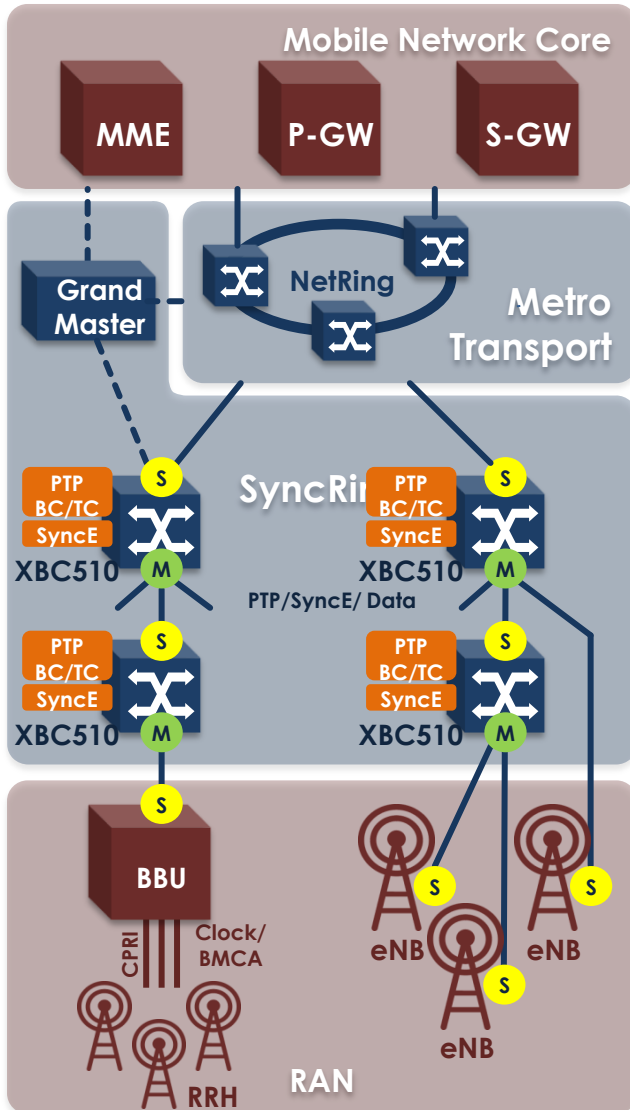 Mobile Network Core
MME
P-GW
S-GW
Grand
Master
NetRing
Metro
Transport
S
S
PTP
BC/TC
SyncE
SyncRin
PTP
BC/TC
SyncE
XBC510
M
XBC510
M
PTP/SyncE/ Data
S
S
PTP
BC/TC
SyncE
PTP
BC/TC
SyncE
XBC510
M
XBC510
M
S
BBU
S
S
CPRI
Clock/
BMCA
eNB
eNB
S
eNB
RRH
RAN